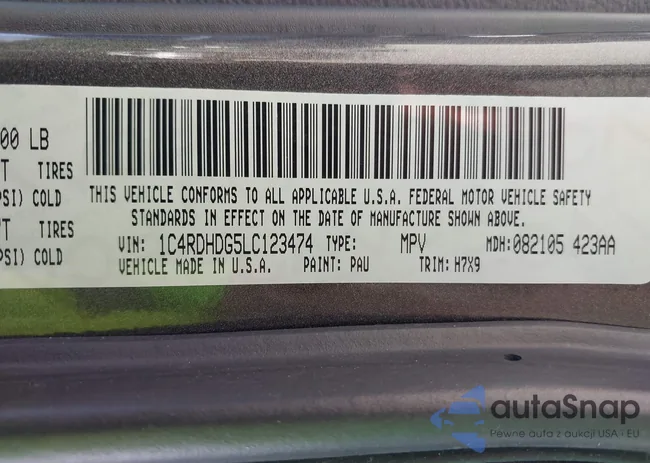 00 LB
T TIRES
PSI) COLD
T TIRES
PSI) COLD
THIS VEHICLE CONFORMS TO ALL APPLICABLE U.S.A. FEDERAL MOTOR VEHICLE SAFETY
STANDARDS IN EFFECT ON THE DATE OF MANUFACTURE SHOWN ABOVE.
VIN: 1C4RDHDG5LC123474 TYPE: MPV MDH: 082105 423AA
VEHICLE MADE IN U.S.A. PAINT: PAU TRIM: H7X9
autaSnap
Pewne auta z aukcji USA - EU